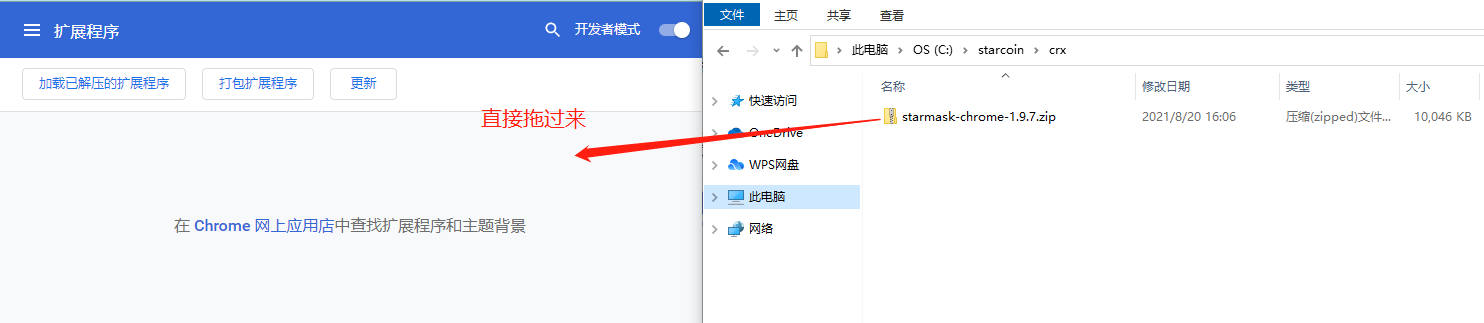 扩展程序
开发者模式
加载已解压的扩展程序
打包扩展程序
更新
直接拖过来
在 Chrome 网上应用店中查找扩展程序和主题背景
文件 主页 共享 查看
此电脑 OS (C:) starcoin crx
名称 修改日期 类型 大小
快速访问
OneDrive
WPS网盘
此电脑
网络
starmask-chrome-1.9.7.zip 2021/8/20 16:06 压缩(zipped)文件... 10,046 KB